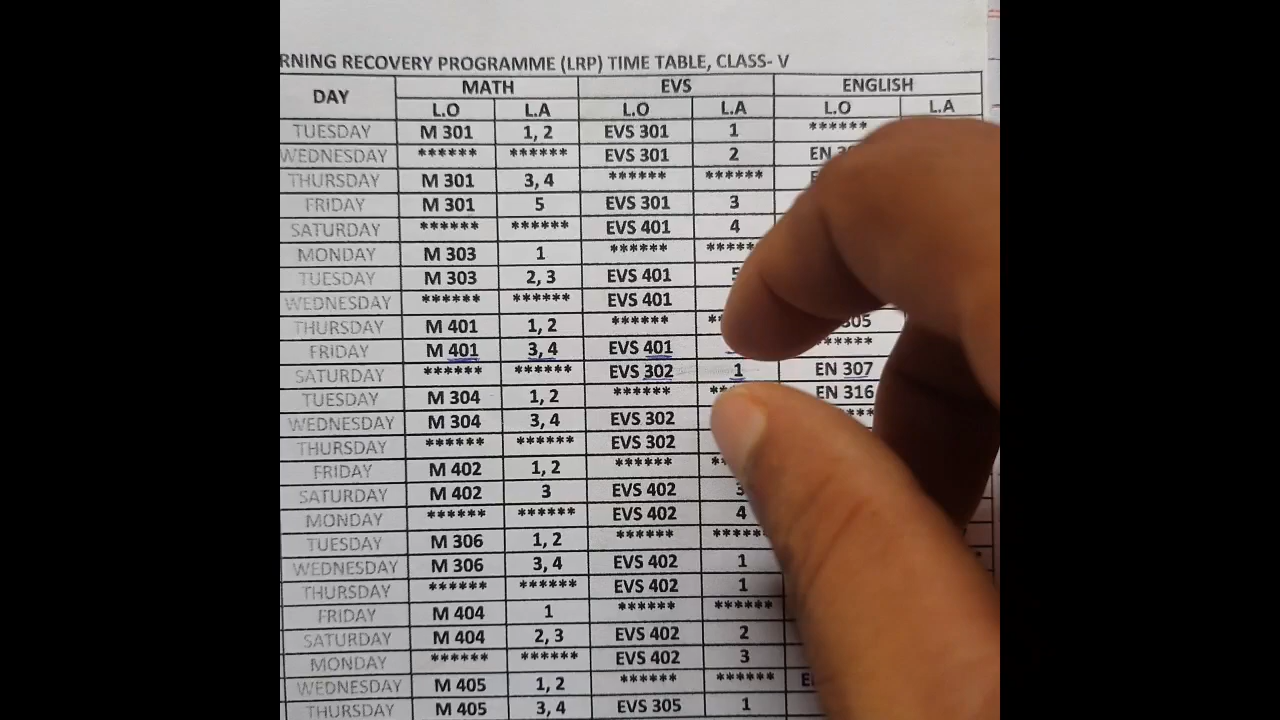 RNING RECOVERY PROGRAMME (LRP) TIME TABLE, CLASS- V
DAY MATH EVS ENGLISH
L.O L.A L.O L.A L.O L.A
TUESDAY M 301 1, 2 EVS 301 1 ******
WEDNESDAY ****** ****** EVS 301 2 EN
THURSDAY M 301 3, 4 ****** ******
FRIDAY M 301 5 EVS 301 3
SATURDAY ****** ****** EVS 401 4
MONDAY M 303 1 ****** *****
TUESDAY M 303 2, 3 EVS 401
WEDNESDAY ****** ****** EVS 401
THURSDAY M 401 1, 2 ****** ** 305
FRIDAY M 401 3, 4 EVS 401 ******
SATURDAY ****** ****** EVS 302 1 EN 307
TUESDAY M 304 1, 2 ****** ** EN 316
WEDNESDAY M 304 3, 4 EVS 302 ****
THURSDAY ****** ****** EVS 302
FRIDAY M 402 1, 2 ****** **
SATURDAY M 402 3 EVS 402 3
MONDAY ****** ****** EVS 402 4
TUESDAY M 306 1, 2 ****** *****
WEDNESDAY M 306 3, 4 EVS 402 1
THURSDAY ****** ****** EVS 402 1
FRIDAY M 404 1 ****** ******
SATURDAY M 404 2, 3 EVS 402 2
MONDAY ****** ****** EVS 402 3
WEDNESDAY M 405 1, 2 ****** ******
THURSDAY M 405 3, 4 EVS 305 1